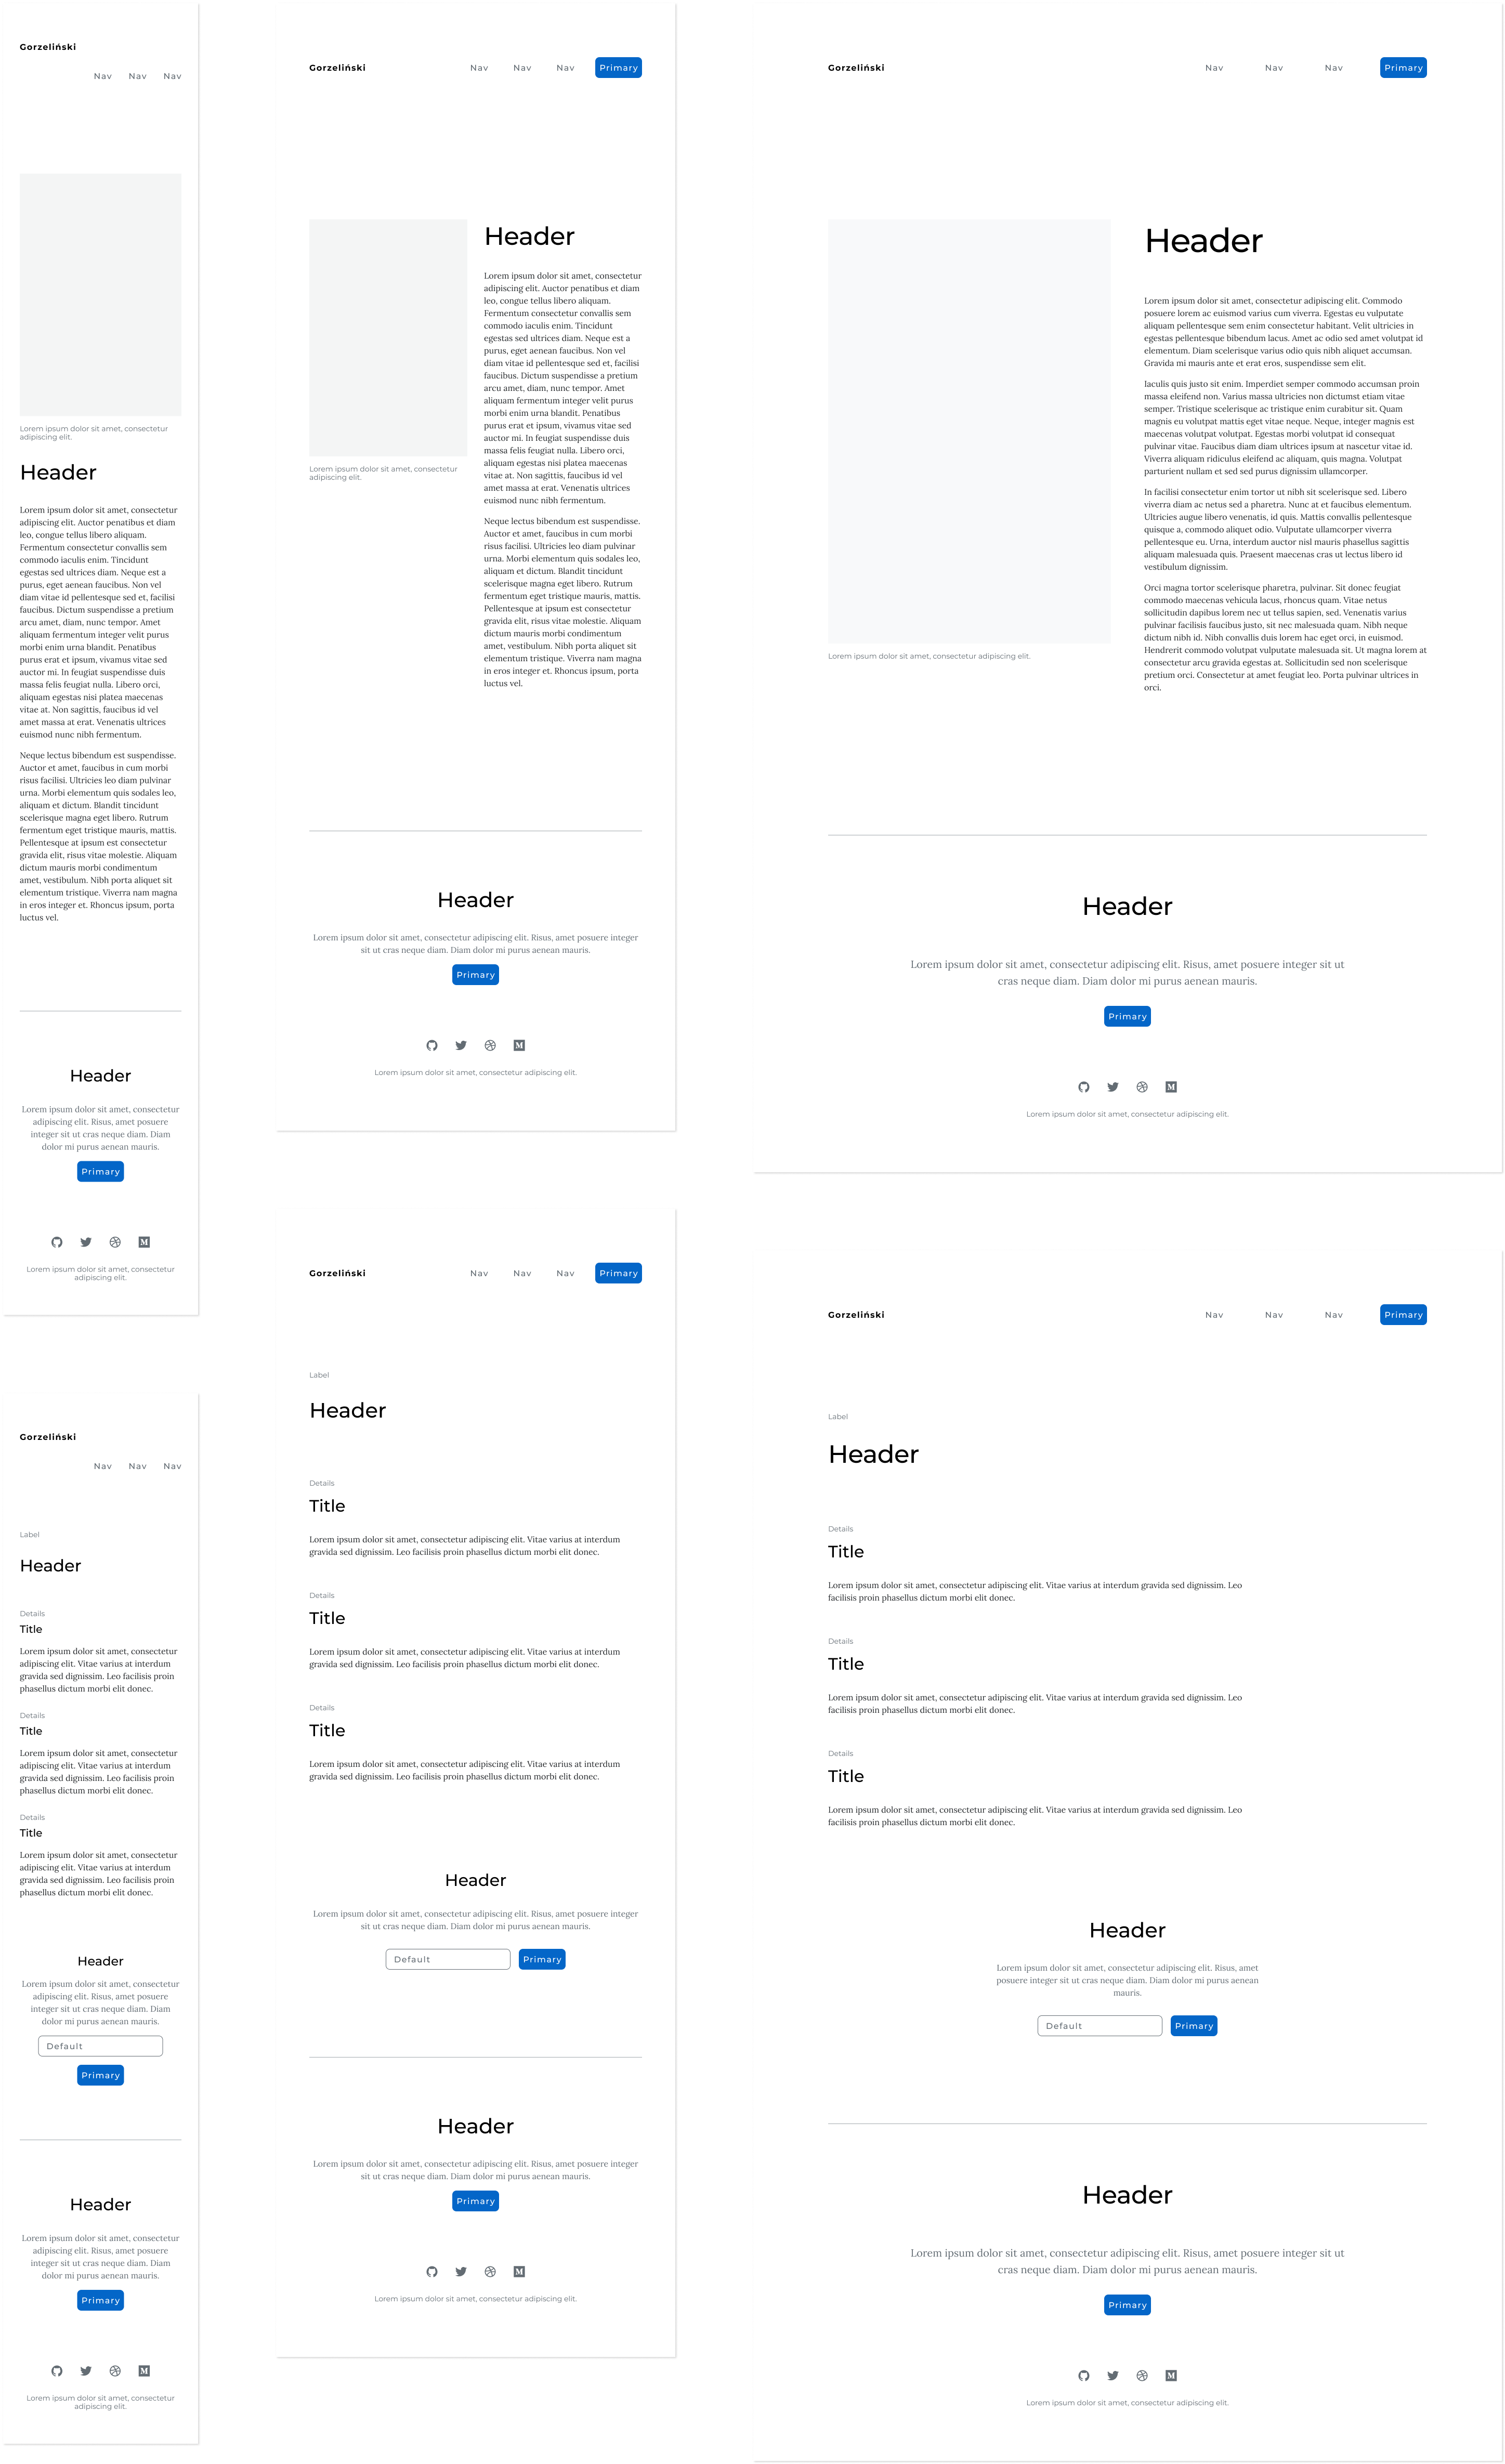 Gorzeliński
Nav Nav Nav
Lorem ipsum dolor sit amet, consectetur
adipiscing elit.
Header
Lorem ipsum dolor sit amet, consectetur
adipiscing elit. Auctor penatibus et diam
leo, congue tellus libero aliquam.
Fermentum consectetur convallis sem
commodo iaculis enim. Tincidunt
egestas sed ultrices diam. Neque est a
purus, eget aenean faucibus. Non vel
diam vitae id pellentesque sed et, facilisi
faucibus. Dictum suspendisse a pretium
arcu amet, diam, nunc tempor. Amet
aliquam fermentum integer velit purus
morbi enim urna blandit. Penatibus
purus erat et ipsum, vivamus vitae sed
auctor mi. In feugiat suspendisse duis
massa felis feugiat nulla. Libero orci,
aliquam egestas nisi platea maecenas
vitae at. Non sagittis, faucibus id vel
amet massa at erat. Venenatis ultrices
euismod nunc nibh fermentum.
Neque lectus bibendum est suspendisse.
Auctor et amet, faucibus in cum morbi
risus facilisi. Ultricies leo diam pulvinar
urna. Morbi elementum quis sodales leo,
aliquam et dictum. Blandit tincidunt
scelerisque magna eget libero. Rutrum
fermentum eget tristique mauris, mattis.
Pellentesque at ipsum est consectetur
gravida elit, risus vitae molestie. Aliquam
dictum mauris morbi condimentum
amet, vestibulum. Nibh porta aliquet sit
elementum tristique. Viverra nam magna
in eros integer et. Rhoncus ipsum, porta
luctus vel.
Header
Lorem ipsum dolor sit amet, consectetur
adipiscing elit. Risus, amet posuere
integer sit ut cras neque diam. Diam
dolor mi purus aenean mauris.
Primary
Lorem ipsum dolor sit amet, consectetur
adipiscing elit.
Gorzeliński Nav Nav Nav Primary
Lorem ipsum dolor sit amet, consectetur
adipiscing elit.
Header
Lorem ipsum dolor sit amet, consectetur
adipiscing elit. Auctor penatibus et diam
leo, congue tellus libero aliquam.
Fermentum consectetur convallis sem
commodo iaculis enim. Tincidunt
egestas sed ultrices diam. Neque est a
purus, eget aenean faucibus. Non vel
diam vitae id pellentesque sed et, facilisi
faucibus. Dictum suspendisse a pretium
arcu amet, diam, nunc tempor. Amet
aliquam fermentum integer velit purus
morbi enim urna blandit. Penatibus
purus erat et ipsum, vivamus vitae sed
auctor mi. In feugiat suspendisse duis
massa felis feugiat nulla. Libero orci,
aliquam egestas nisi platea maecenas
vitae at. Non sagittis, faucibus id vel
amet massa at erat. Venenatis ultrices
euismod nunc nibh fermentum.
Neque lectus bibendum est suspendisse.
Auctor et amet, faucibus in cum morbi
risus facilisi. Ultricies leo diam pulvinar
urna. Morbi elementum quis sodales leo,
aliquam et dictum. Blandit tincidunt
scelerisque magna eget libero. Rutrum
fermentum eget tristique mauris, mattis.
Pellentesque at ipsum est consectetur
gravida elit, risus vitae molestie. Aliquam
dictum mauris morbi condimentum
amet, vestibulum. Nibh porta aliquet sit
elementum tristique. Viverra nam magna
in eros integer et. Rhoncus ipsum, porta
luctus vel.
Header
Lorem ipsum dolor sit amet, consectetur adipiscing elit. Risus, amet posuere integer
sit ut cras neque diam. Diam dolor mi purus aenean mauris.
Primary
Lorem ipsum dolor sit amet, consectetur adipiscing elit.
Gorzeliński Nav Nav Nav Primary
Lorem ipsum dolor sit amet, consectetur adipiscing elit.
Header
Lorem ipsum dolor sit amet, consectetur adipiscing elit. Commodo
posuere lorem ac euismod varius cum viverra. Egestas eu vulputate
aliquam pellentesque sem enim consectetur habitant. Velit ultricies in
egestas pellentesque bibendum lacus. Amet ac odio sed amet volutpat id
elementum. Diam scelerisque varius odio quis nibh aliquet accumsan.
Gravida mi mauris ante et erat eros, suspendisse sem elit.
Iaculis quis justo sit enim. Imperdiet semper commodo accumsan proin
massa eleifend non. Varius massa ultricies non dictumst etiam vitae
semper. Tristique scelerisque ac tristique enim curabitur sit. Quam
magnis eu volutpat mattis eget vitae neque. Neque, integer magnis est
maecenas volutpat volutpat. Egestas morbi volutpat id consequat
pulvinar vitae. Faucibus diam diam ultrices ipsum at nascetur vitae id.
Viverra aliquam ridiculus eleifend ac aliquam, quis magna. Volutpat
parturient nullam et sed sed purus dignissim ullamcorper.
In facilisi consectetur enim tortor ut nibh sit scelerisque sed. Libero
viverra diam ac netus sed a pharetra. Nunc at et faucibus elementum.
Ultricies augue libero venenatis, id quis. Mattis convallis pellentesque
quisque a, commodo aliquet odio. Vulputate ullamcorper viverra
pellentesque eu. Urna, interdum auctor nisl mauris phasellus sagittis
aliquam malesuada quis. Praesent maecenas cras ut lectus libero id
vestibulum dignissim.
Orci magna tortor scelerisque pharetra, pulvinar. Sit donec feugiat
commodo maecenas vehicula lacus, rhoncus quam. Vitae netus
sollicitudin dapibus lorem nec ut tellus sapien, sed. Venenatis varius
pulvinar facilisis faucibus justo, sit nec malesuada quam. Nibh neque
dictum nibh id. Nibh convallis duis lorem hac eget orci, in euismod.
Hendrerit commodo volutpat vulputate malesuada sit. Ut magna lorem at
consectetur arcu gravida egestas at. Sollicitudin sed non scelerisque
pretium orci. Consectetur at amet feugiat leo. Porta pulvinar ultrices in
orci.
Header
Lorem ipsum dolor sit amet, consectetur adipiscing elit. Risus, amet posuere integer sit ut
cras neque diam. Diam dolor mi purus aenean mauris.
Primary
Lorem ipsum dolor sit amet, consectetur adipiscing elit.
Gorzeliński
Nav Nav Nav
Label
Header
Details
Title
Lorem ipsum dolor sit amet, consectetur
adipiscing elit. Vitae varius at interdum
gravida sed dignissim. Leo facilisis proin
phasellus dictum morbi elit donec.
Details
Title
Lorem ipsum dolor sit amet, consectetur
adipiscing elit. Vitae varius at interdum
gravida sed dignissim. Leo facilisis proin
phasellus dictum morbi elit donec.
Details
Title
Lorem ipsum dolor sit amet, consectetur
adipiscing elit. Vitae varius at interdum
gravida sed dignissim. Leo facilisis proin
phasellus dictum morbi elit donec.
Header
Lorem ipsum dolor sit amet, consectetur
adipiscing elit. Risus, amet posuere
integer sit ut cras neque diam. Diam
dolor mi purus aenean mauris.
Default
Primary
Header
Lorem ipsum dolor sit amet, consectetur
adipiscing elit. Risus, amet posuere
integer sit ut cras neque diam. Diam
dolor mi purus aenean mauris.
Primary
Lorem ipsum dolor sit amet, consectetur
adipiscing elit.
Gorzeliński Nav Nav Nav Primary
Label
Header
Details
Title
Lorem ipsum dolor sit amet, consectetur adipiscing elit. Vitae varius at interdum
gravida sed dignissim. Leo facilisis proin phasellus dictum morbi elit donec.
Details
Title
Lorem ipsum dolor sit amet, consectetur adipiscing elit. Vitae varius at interdum
gravida sed dignissim. Leo facilisis proin phasellus dictum morbi elit donec.
Details
Title
Lorem ipsum dolor sit amet, consectetur adipiscing elit. Vitae varius at interdum
gravida sed dignissim. Leo facilisis proin phasellus dictum morbi elit donec.
Header
Lorem ipsum dolor sit amet, consectetur adipiscing elit. Risus, amet posuere integer
sit ut cras neque diam. Diam dolor mi purus aenean mauris.
Default Primary
Header
Lorem ipsum dolor sit amet, consectetur adipiscing elit. Risus, amet posuere integer
sit ut cras neque diam. Diam dolor mi purus aenean mauris.
Primary
Lorem ipsum dolor sit amet, consectetur adipiscing elit.
Gorzeliński Nav Nav Nav Primary
Label
Header
Details
Title
Lorem ipsum dolor sit amet, consectetur adipiscing elit. Vitae varius at interdum gravida sed dignissim. Leo
facilisis proin phasellus dictum morbi elit donec.
Details
Title
Lorem ipsum dolor sit amet, consectetur adipiscing elit. Vitae varius at interdum gravida sed dignissim. Leo
facilisis proin phasellus dictum morbi elit donec.
Details
Title
Lorem ipsum dolor sit amet, consectetur adipiscing elit. Vitae varius at interdum gravida sed dignissim. Leo
facilisis proin phasellus dictum morbi elit donec.
Header
Lorem ipsum dolor sit amet, consectetur adipiscing elit. Risus, amet
posuere integer sit ut cras neque diam. Diam dolor mi purus aenean
mauris.
Default Primary
Header
Lorem ipsum dolor sit amet, consectetur adipiscing elit. Risus, amet posuere integer sit ut
cras neque diam. Diam dolor mi purus aenean mauris.
Primary
Lorem ipsum dolor sit amet, consectetur adipiscing elit.